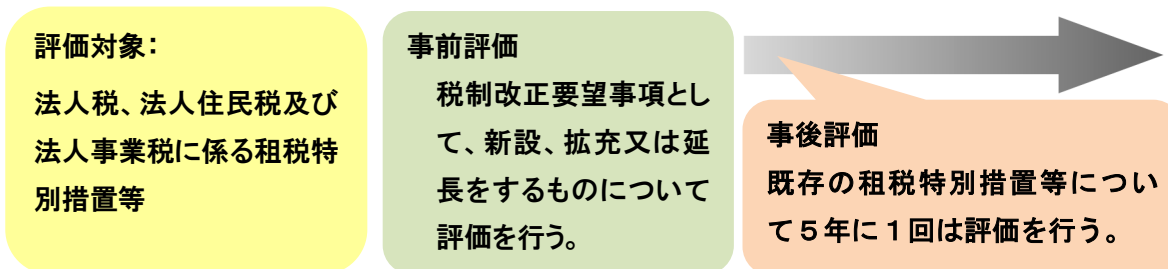 評価対象：
法人税、法人住民税及び
法人事業税に係る租税特
別措置等
事前評価
税制改正要望事項とし
て、新設、拡充又は延
長をするものについて
評価を行う。
事後評価
既存の租税特別措置等につい
て５年に１回は評価を行う。